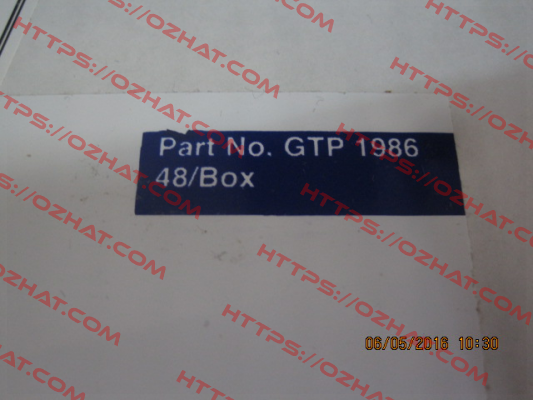 Part No. GTP 1986
48/Box
HTTPS://OZHAT.COM
06/05/2016 10:30